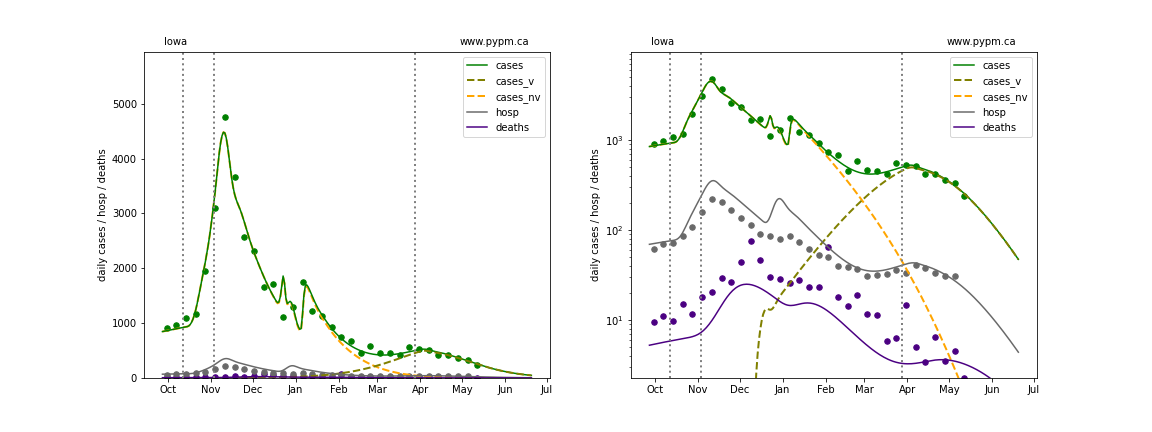 Iowa www.pypm.ca
cases
cases_v
cases_nv
hosp
deaths
daily cases / hosp / deaths
5000
4000
3000
2000
1000
0
Oct Nov Dec Jan Feb Mar Apr May Jun Jul
Iowa www.pypm.ca
cases
cases_v
cases_nv
hosp
deaths
daily cases / hosp / deaths
10³
10²
10¹
Oct Nov Dec Jan Feb Mar Apr May Jun Jul